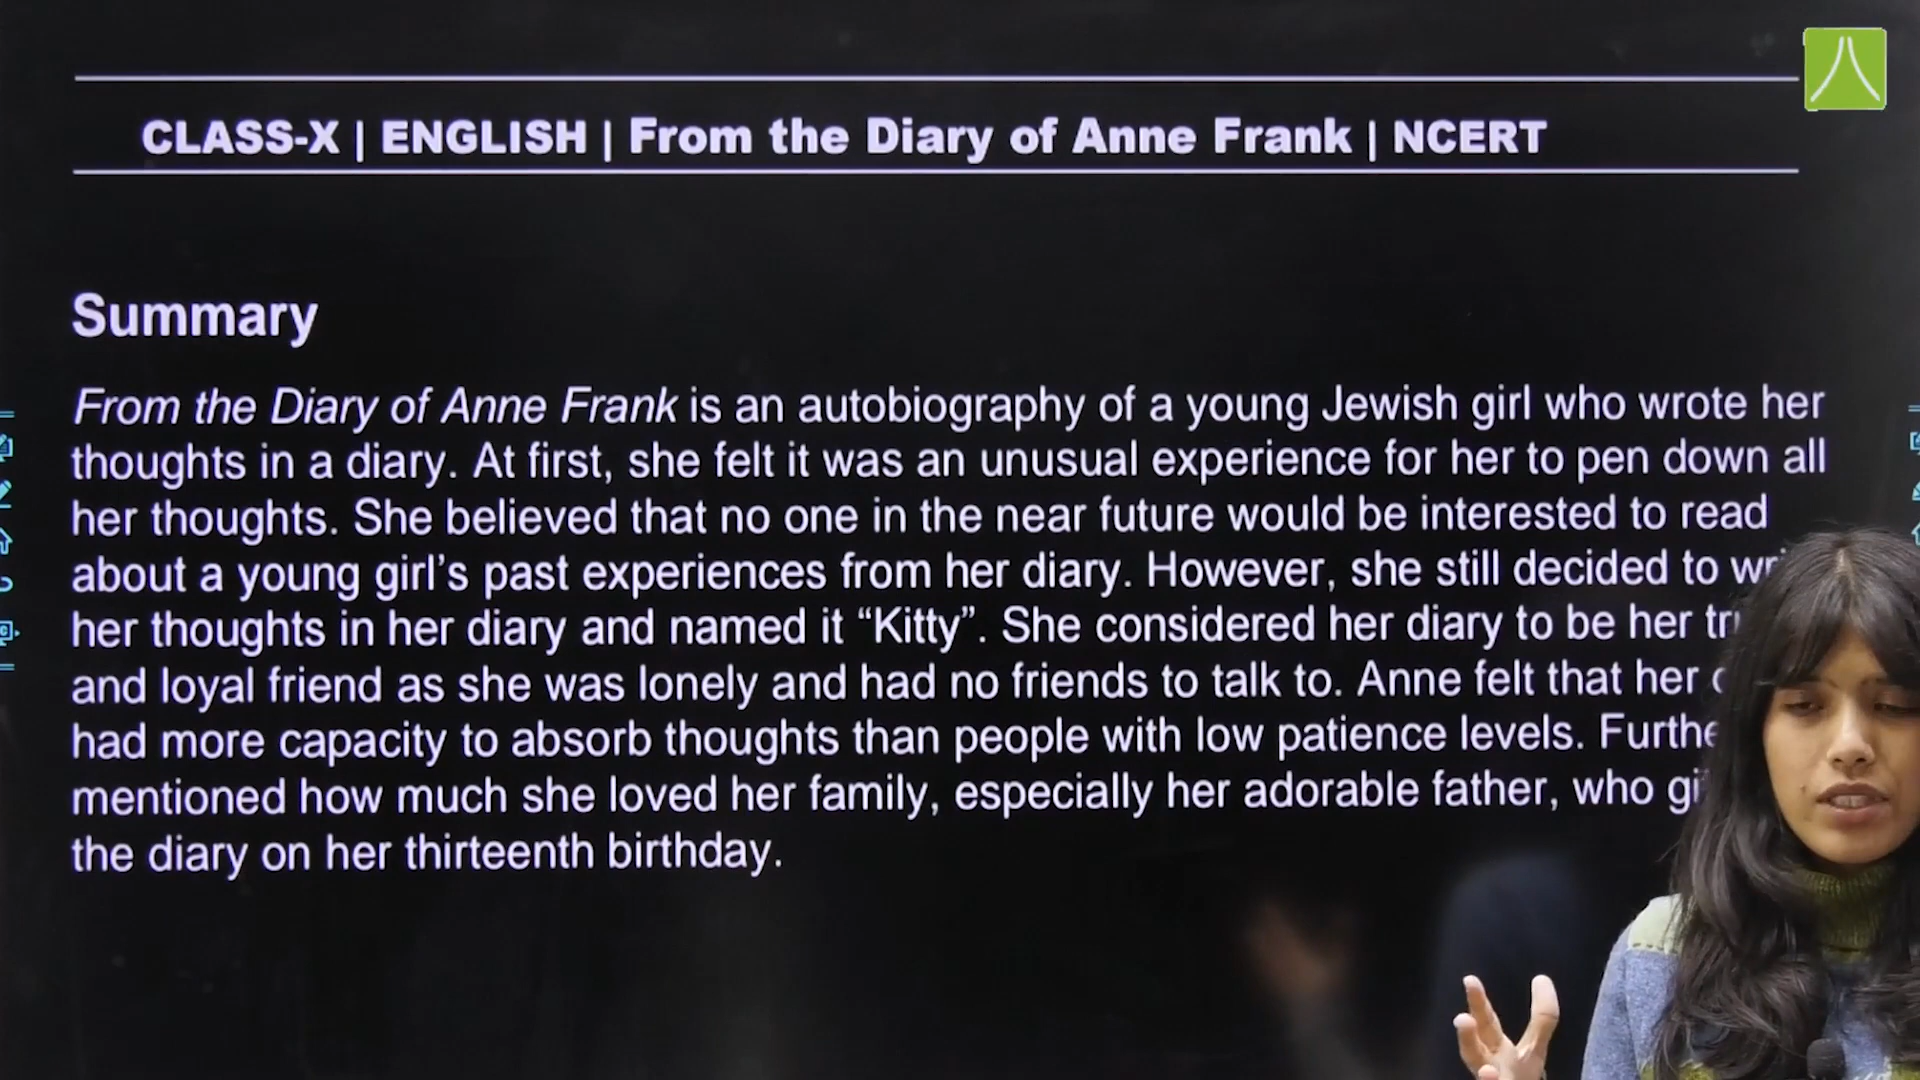 CLASS-X | ENGLISH | From the Diary of Anne Frank | NCERT
Summary
From the Diary of Anne Frank is an autobiography of a young Jewish girl who wrote her
thoughts in a diary. At first, she felt it was an unusual experience for her to pen down all
her thoughts. She believed that no one in the near future would be interested to read
about a young girl's past experiences from her diary. However, she still decided to
her thoughts in her diary and named it “Kitty”. She considered her diary to be her
and loyal friend as she was lonely and had no friends to talk to. Anne felt that her
had more capacity to absorb thoughts than people with low patience levels.
mentioned how much she loved her family, especially her adorable father, who
the diary on her thirteenth birthday.